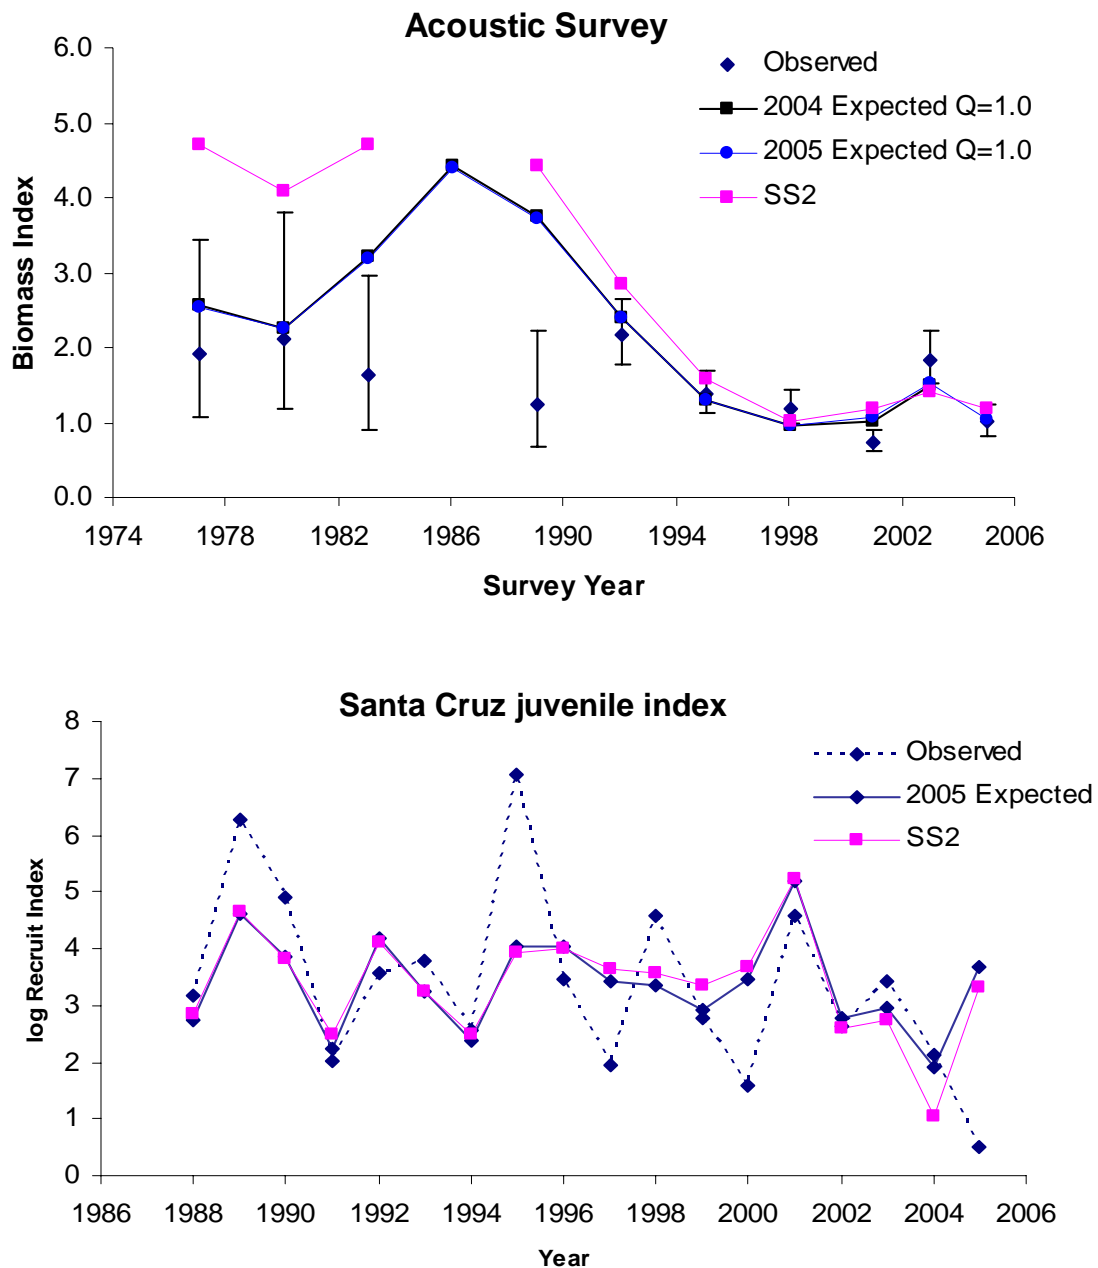 Acoustic Survey
6.0
5.0
4.0
3.0
2.0
1.0
0.0
Biomass Index
Observed
2004 Expected Q=1.0
2005 Expected Q=1.0
SS2
1974 1978 1982 1986 1990 1994 1998 2002 2006
Survey Year
Santa Cruz juvenile index
8
7
6
5
4
3
2
1
0
log Recruit Index
Observed
2005 Expected
SS2
1986 1988 1990 1992 1994 1996 1998 2000 2002 2004 2006
Year